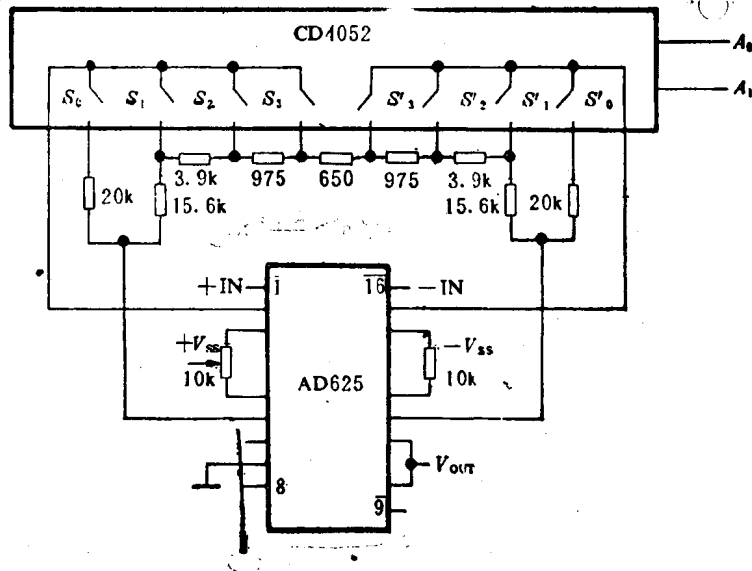 CD4052
A₀
A₁
S₀ S₁ S₂ S₃ S'₃ S'₂ S'₁ S'₀
3.9k 975 650 975 3.9k
20k 15.6k 15.6k 20k
+IN 1 16 −IN
+Vss −Vss
10k AD625 10k
8 VOUT
9